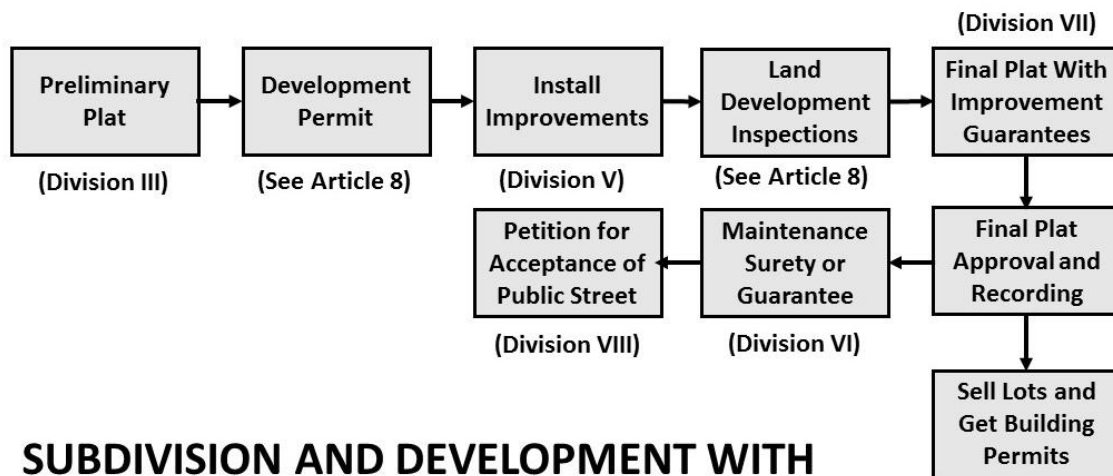 (Division VII)
Preliminary
Plat
Development
Permit
Install
Improvements
Land
Development
Inspections
Final Plat With
Improvement
Guarantees
(Division III)
(See Article 8)
(Division V)
(See Article 8)
Petition for
Acceptance of
Public Street
Maintenance
Surety or
Guarantee
Final Plat
Approval and
Recording
(Division VIII)
(Division VI)
Sell Lots and
Get Building
Permits
SUBDIVISION AND DEVELOPMENT WITH